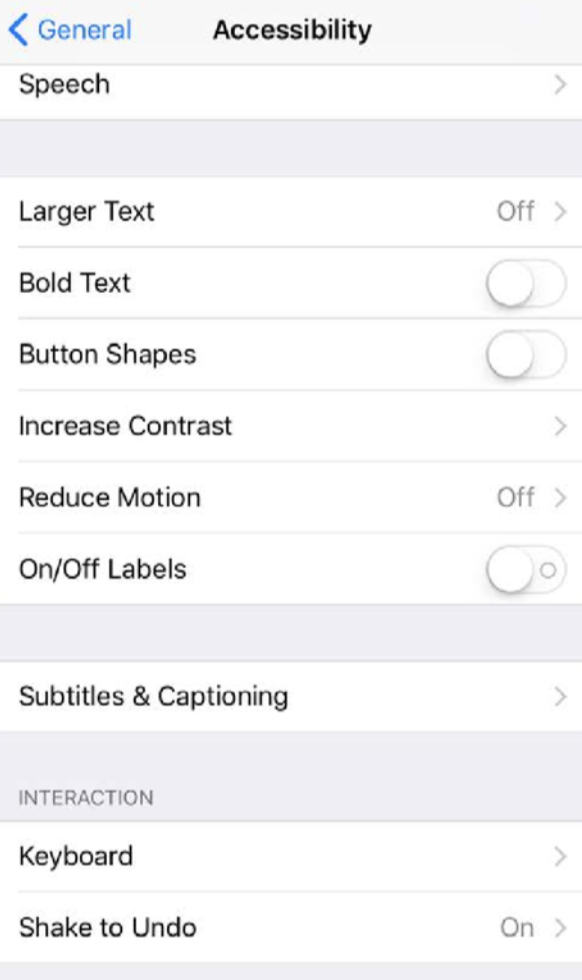 General Accessibility
Speech
Larger Text Off
Bold Text
Button Shapes
Increase Contrast
Reduce Motion Off
On/Off Labels
Subtitles & Captioning
INTERACTION
Keyboard
Shake to Undo On